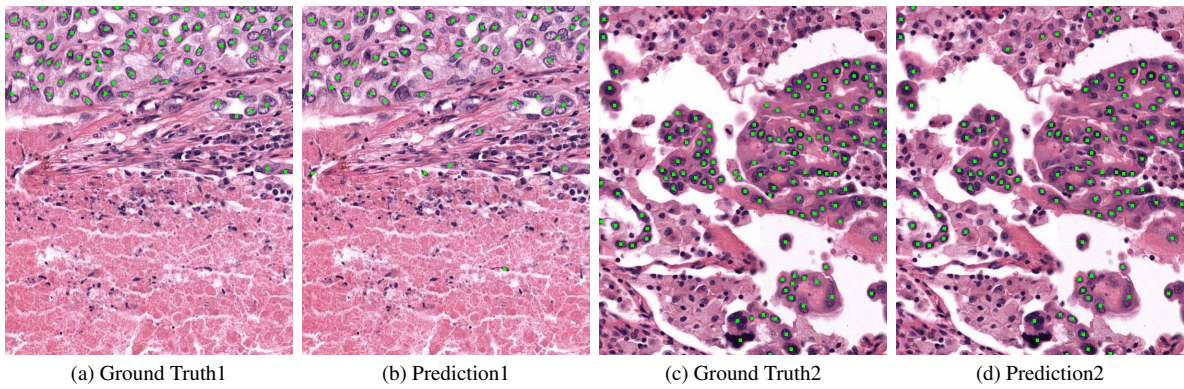 (a) Ground Truth1
(b) Prediction1
(c) Ground Truth2
(d) Prediction2